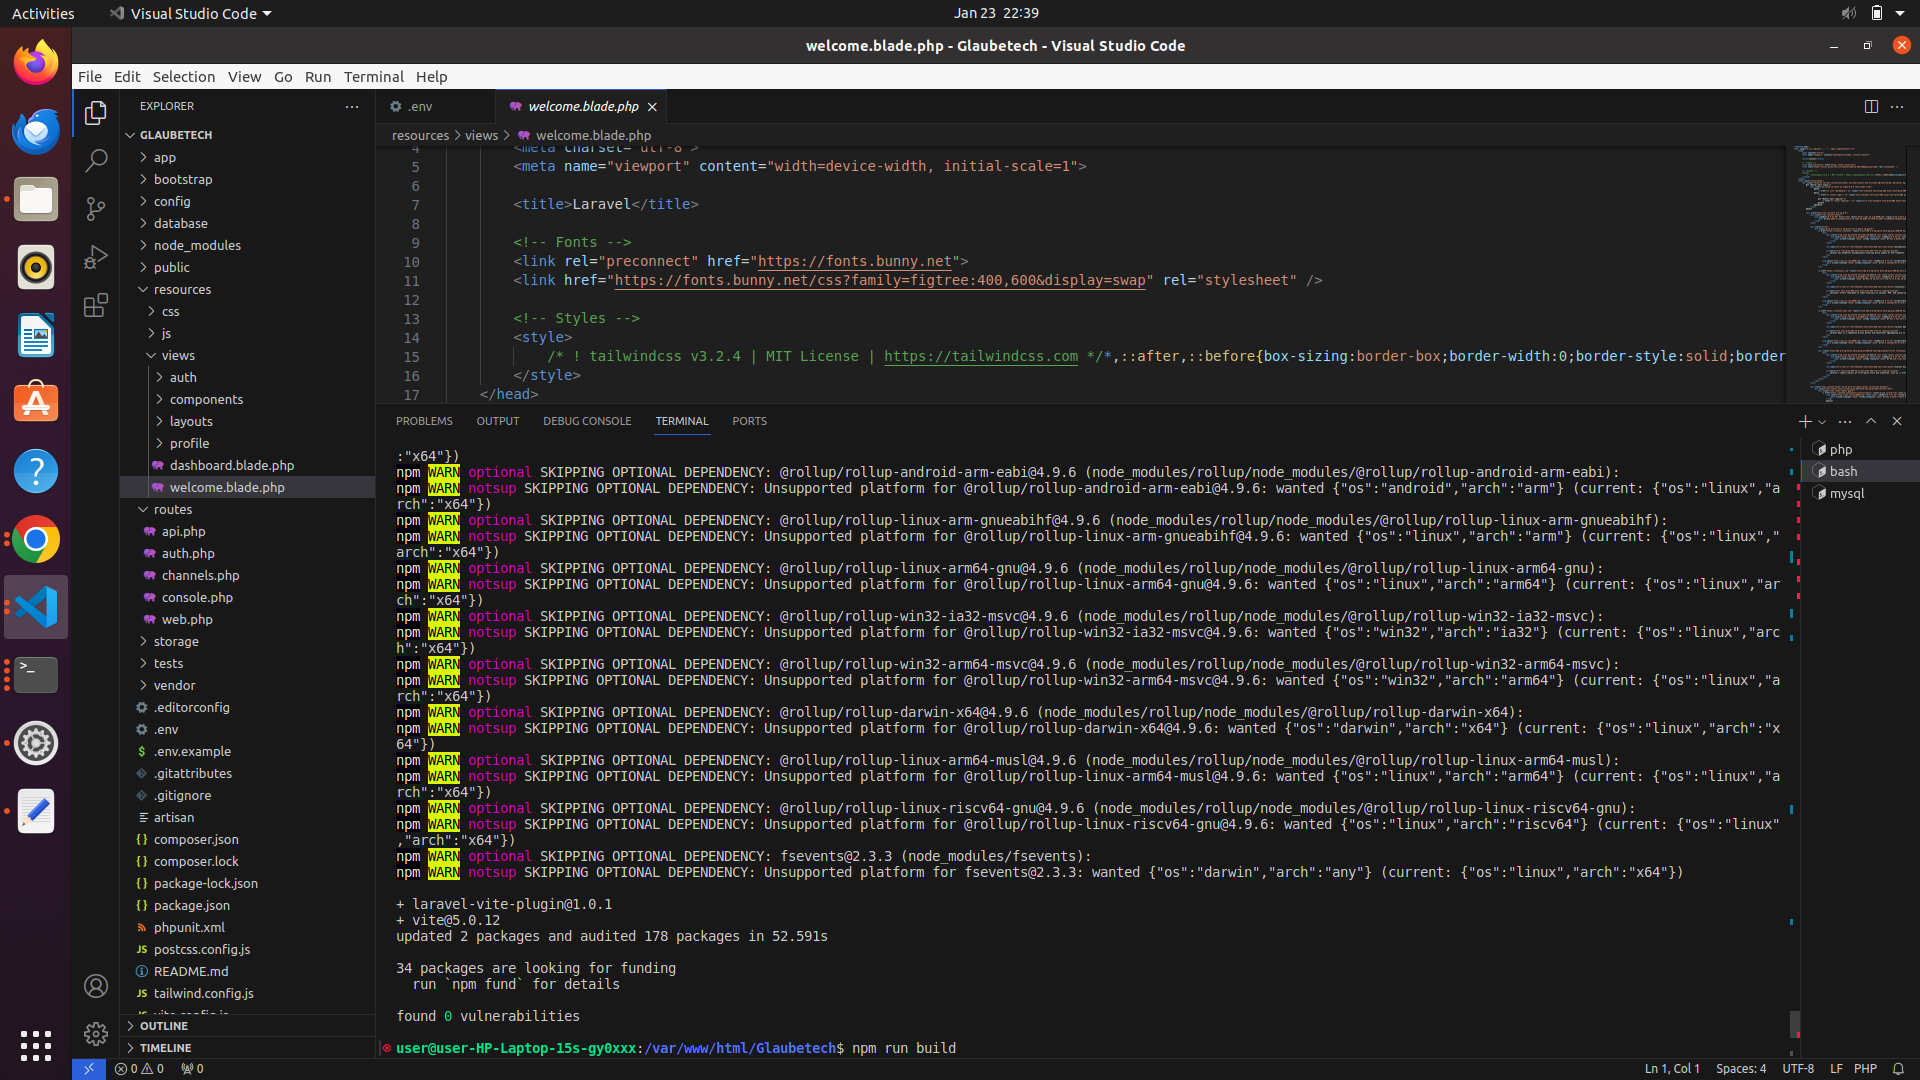 Activities
Visual Studio Code
Jan 23 22:39
welcome.blade.php - Glaubetech - Visual Studio Code
File Edit Selection View Go Run Terminal Help
EXPLORER
GLAUBETECH
app
bootstrap
config
database
node_modules
public
resources
css
js
views
auth
components
layouts
profile
dashboard.blade.php
welcome.blade.php
routes
api.php
auth.php
channels.php
console.php
web.php
storage
tests
vendor
.editorconfig
.env
.env.example
.gitattributes
.gitignore
artisan
composer.json
composer.lock
package-lock.json
package.json
phpunit.xml
postcss.config.js
README.md
tailwind.config.js
OUTLINE
TIMELINE
.env
welcome.blade.php
resources > views > welcome.blade.php
4 <meta charset="utf-8">
5 <meta name="viewport" content="width=device-width, initial-scale=1">
6
7 <title>Laravel</title>
8
9 <!-- Fonts -->
10 <link rel="preconnect" href="https://fonts.bunny.net">
11 <link href="https://fonts.bunny.net/css?family=figtree:400,600&display=swap" rel="stylesheet" />
12
13 <!-- Styles -->
14 <style>
15 /* ! tailwindcss v3.2.4 | MIT License | https://tailwindcss.com */*,::after,::before{box-sizing:border-box;border-width:0;border-style:solid;border
16 </style>
17 </head>
PROBLEMS OUTPUT DEBUG CONSOLE TERMINAL PORTS
:"x64"})
npm WARN optional SKIPPING OPTIONAL DEPENDENCY: @rollup/rollup-android-arm-eabi@4.9.6 (node_modules/rollup/node_modules/@rollup/rollup-android-arm-eabi):
npm WARN notsup SKIPPING OPTIONAL DEPENDENCY: Unsupported platform for @rollup/rollup-android-arm-eabi@4.9.6: wanted {"os":"android","arch":"arm"} (current: {"os":"linux","a
rch":"x64"})
npm WARN optional SKIPPING OPTIONAL DEPENDENCY: @rollup/rollup-linux-arm-gnueabihf@4.9.6 (node_modules/rollup/node_modules/@rollup/rollup-linux-arm-gnueabihf):
npm WARN notsup SKIPPING OPTIONAL DEPENDENCY: Unsupported platform for @rollup/rollup-linux-arm-gnueabihf@4.9.6: wanted {"os":"linux","arch":"arm"} (current: {"os":"linux","
arch":"x64"})
npm WARN optional SKIPPING OPTIONAL DEPENDENCY: @rollup/rollup-linux-arm64-gnu@4.9.6 (node_modules/rollup/node_modules/@rollup/rollup-linux-arm64-gnu):
npm WARN notsup SKIPPING OPTIONAL DEPENDENCY: Unsupported platform for @rollup/rollup-linux-arm64-gnu@4.9.6: wanted {"os":"linux","arch":"arm64"} (current: {"os":"linux","ar
ch":"x64"})
npm WARN optional SKIPPING OPTIONAL DEPENDENCY: @rollup/rollup-win32-ia32-msvc@4.9.6 (node_modules/rollup/node_modules/@rollup/rollup-win32-ia32-msvc):
npm WARN notsup SKIPPING OPTIONAL DEPENDENCY: Unsupported platform for @rollup/rollup-win32-ia32-msvc@4.9.6: wanted {"os":"win32","arch":"ia32"} (current: {"os":"linux","arc
h":"x64"})
npm WARN optional SKIPPING OPTIONAL DEPENDENCY: @rollup/rollup-win32-arm64-msvc@4.9.6 (node_modules/rollup/node_modules/@rollup/rollup-win32-arm64-msvc):
npm WARN notsup SKIPPING OPTIONAL DEPENDENCY: Unsupported platform for @rollup/rollup-win32-arm64-msvc@4.9.6: wanted {"os":"win32","arch":"arm64"} (current: {"os":"linux","a
rch":"x64"})
npm WARN optional SKIPPING OPTIONAL DEPENDENCY: @rollup/rollup-darwin-x64@4.9.6 (node_modules/rollup/node_modules/@rollup/rollup-darwin-x64):
npm WARN notsup SKIPPING OPTIONAL DEPENDENCY: Unsupported platform for @rollup/rollup-darwin-x64@4.9.6: wanted {"os":"darwin","arch":"x64"} (current: {"os":"linux","arch":"x
64"})
npm WARN optional SKIPPING OPTIONAL DEPENDENCY: @rollup/rollup-linux-arm64-musl@4.9.6 (node_modules/rollup/node_modules/@rollup/rollup-linux-arm64-musl):
npm WARN notsup SKIPPING OPTIONAL DEPENDENCY: Unsupported platform for @rollup/rollup-linux-arm64-musl@4.9.6: wanted {"os":"linux","arch":"arm64"} (current: {"os":"linux","a
rch":"x64"})
npm WARN optional SKIPPING OPTIONAL DEPENDENCY: @rollup/rollup-linux-riscv64-gnu@4.9.6 (node_modules/rollup/node_modules/@rollup/rollup-linux-riscv64-gnu):
npm WARN notsup SKIPPING OPTIONAL DEPENDENCY: Unsupported platform for @rollup/rollup-linux-riscv64-gnu@4.9.6: wanted {"os":"linux","arch":"riscv64"} (current: {"os":"linux"
,"arch":"x64"})
npm WARN optional SKIPPING OPTIONAL DEPENDENCY: fsevents@2.3.3 (node_modules/fsevents):
npm WARN notsup SKIPPING OPTIONAL DEPENDENCY: Unsupported platform for fsevents@2.3.3: wanted {"os":"darwin","arch":"any"} (current: {"os":"linux","arch":"x64"})
+ laravel-vite-plugin@1.0.1
+ vite@5.0.12
updated 2 packages and audited 178 packages in 52.591s
34 packages are looking for funding
run `npm fund` for details
found 0 vulnerabilities
user@user-HP-Laptop-15s-gy0xxx:/var/www/html/Glaubetech$ npm run build
php
bash
mysql
0 0 0
Ln 1, Col 1 Spaces: 4 UTF-8 LF PHP